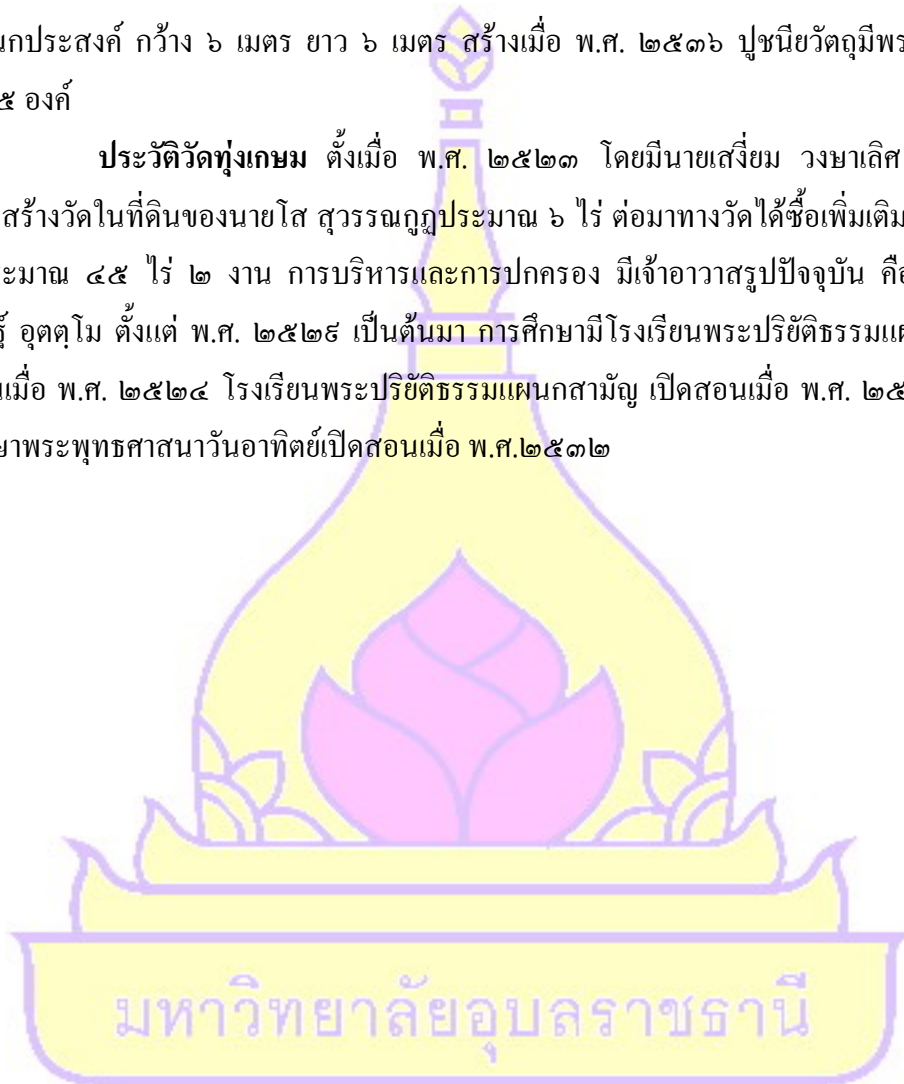 นกประสงค์ กว้าง ๖ เมตร ยาว ๖ เมตร สร้างเมื่อ พ.ศ. ๒๕๓๖ ปูชนียวัตถุมีพร
๕ องค์
ประวัติวัดทุ่งเกษม ตั้งเมื่อ พ.ศ. ๒๕๒๓ โดยมีนายเสงี่ยม วงษาเลิศ
สร้างวัดในที่ดินของนายโส สุวรรณกูฏประมาณ ๖ ไร่ ต่อมาทางวัดได้ซื้อเพิ่มเติม
ะมาณ ๔๕ ไร่ ๒ งาน การบริหารและการปกครอง มีเจ้าอาวาสรูปปัจจุบัน คือ
อุตตฺโม ตั้งแต่ พ.ศ. ๒๕๒๙ เป็นต้นมา การศึกษามีโรงเรียนพระปริยัติธรรมแผ
นเมื่อ พ.ศ. ๒๕๒๔ โรงเรียนพระปริยัติธรรมแผนกสามัญ เปิดสอนเมื่อ พ.ศ. ๒๕
ษาพระพุทธศาสนาวันอาทิตย์เปิดสอนเมื่อ พ.ศ.๒๕๓๒
มหาวิทยาลัยอุบลราชธานี